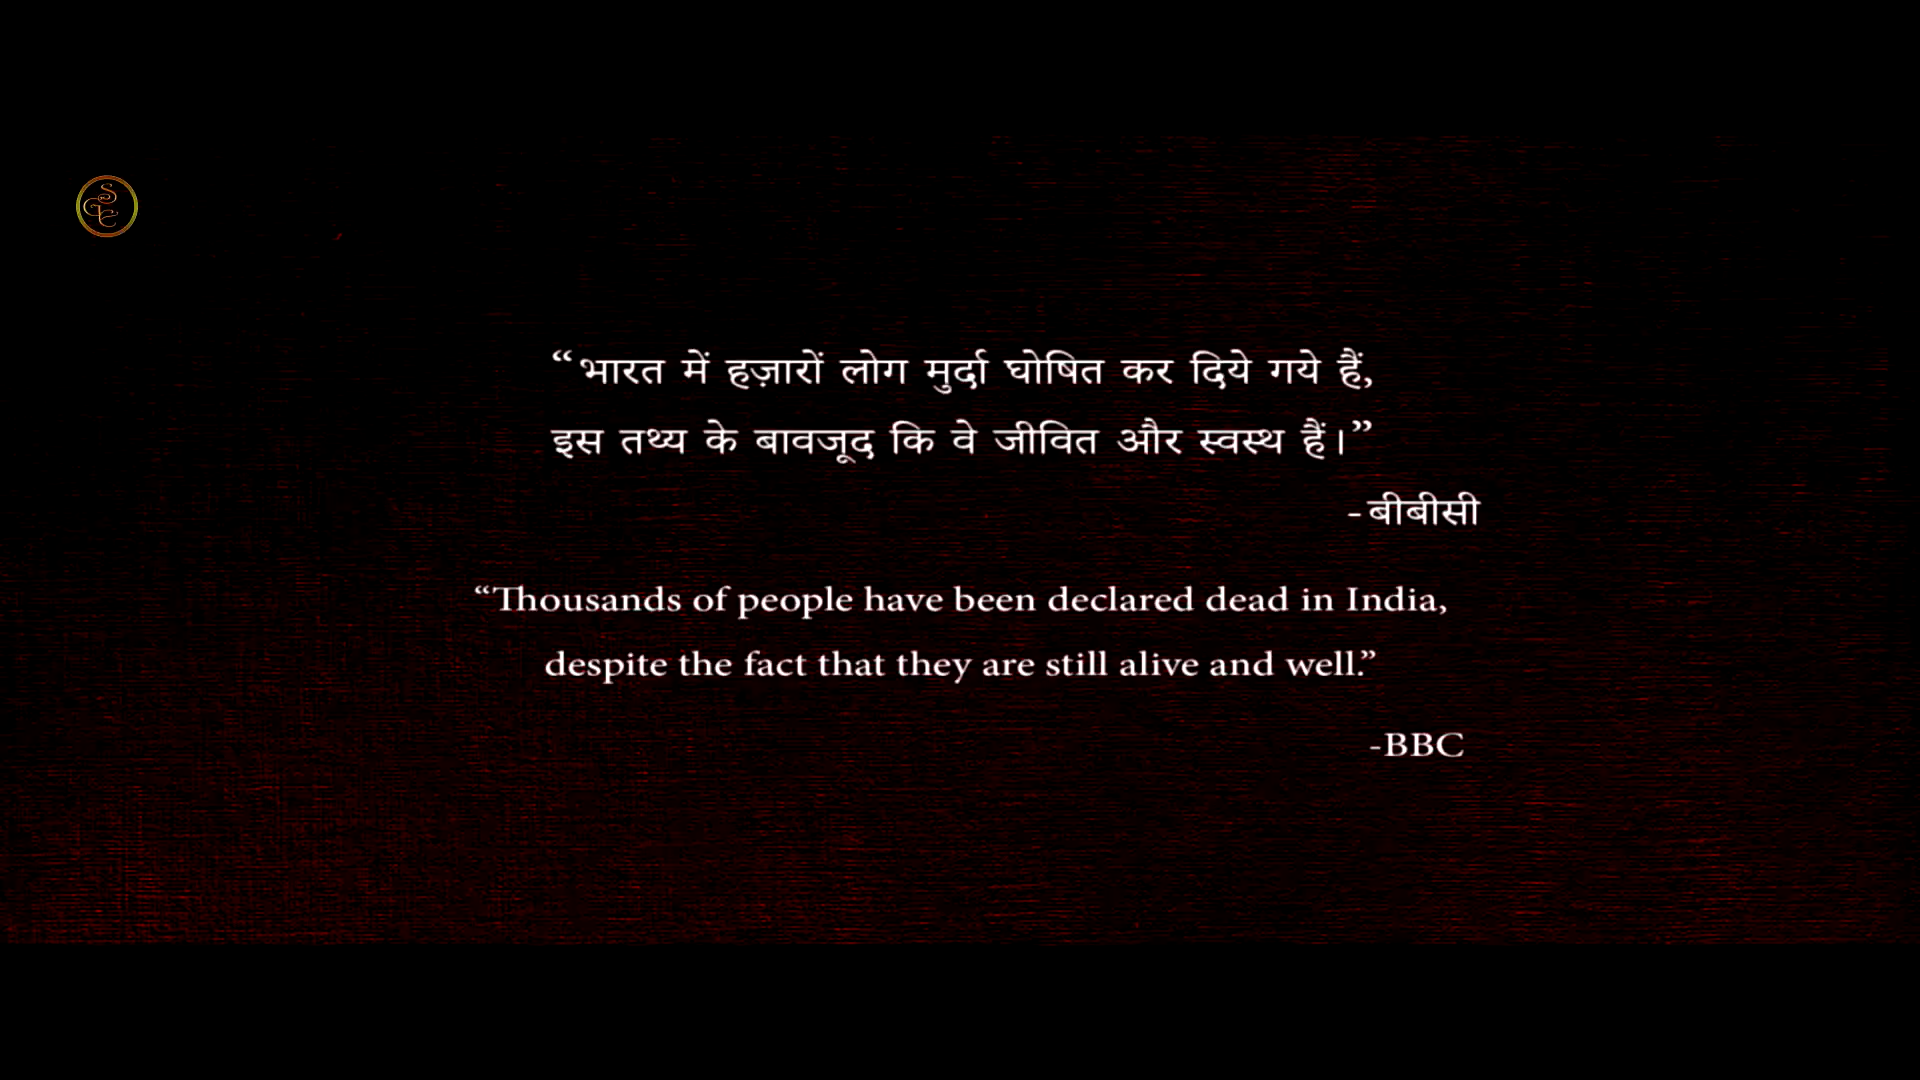 “भारत में हज़ारों लोग मुर्दा घोषित कर दिये गये हैं,
इस तथ्य के बावजूद कि वे जीवित और स्वस्थ हैं।”
-बीबीसी
“Thousands of people have been declared dead in India,
despite the fact that they are still alive and well.”
-BBC